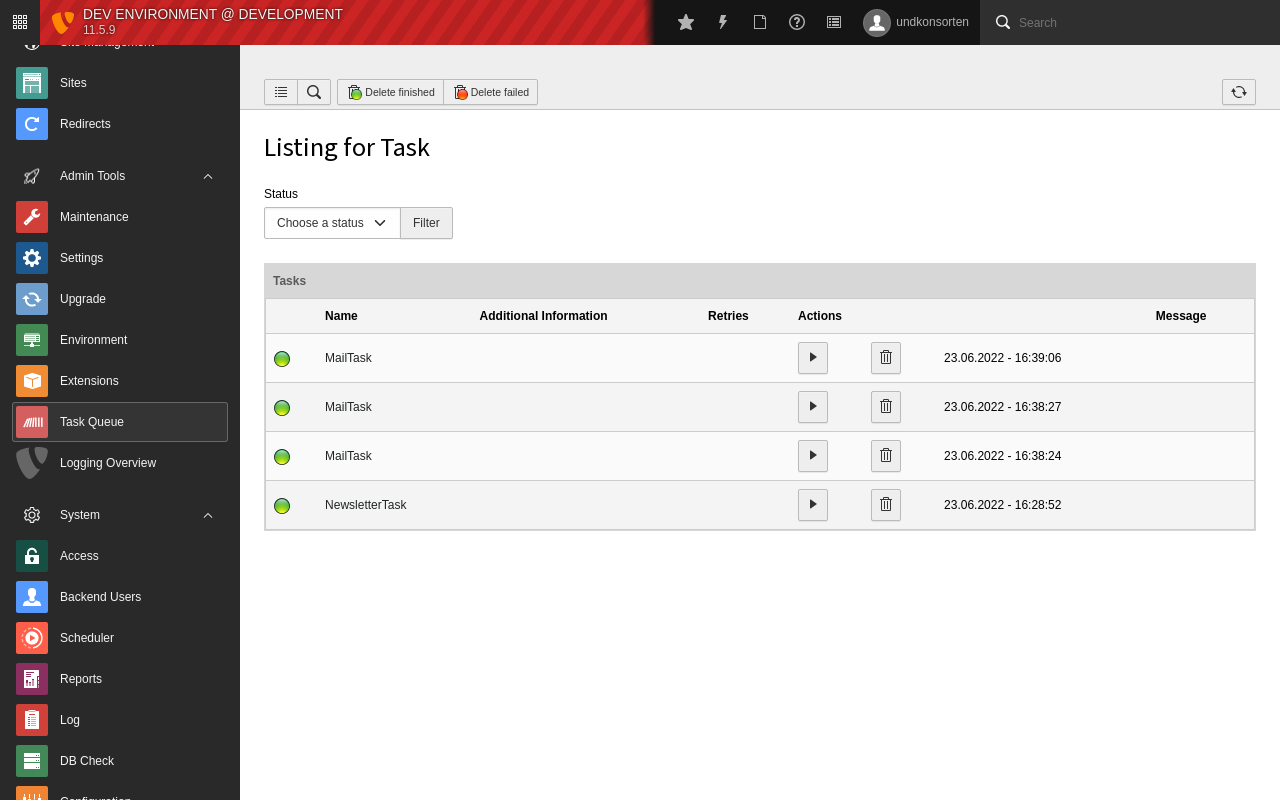 DEV ENVIRONMENT @ DEVELOPMENT
11.5.9
undkonsorten
Search
Site Management
Sites
Redirects
Admin Tools
Maintenance
Settings
Upgrade
Environment
Extensions
Task Queue
Logging Overview
System
Access
Backend Users
Scheduler
Reports
Log
DB Check
Configuration
Delete finished
Delete failed
Listing for Task
Status
Choose a status
Filter
Tasks
Name Additional Information Retries Actions Message
MailTask 23.06.2022 - 16:39:06
MailTask 23.06.2022 - 16:38:27
MailTask 23.06.2022 - 16:38:24
NewsletterTask 23.06.2022 - 16:28:52